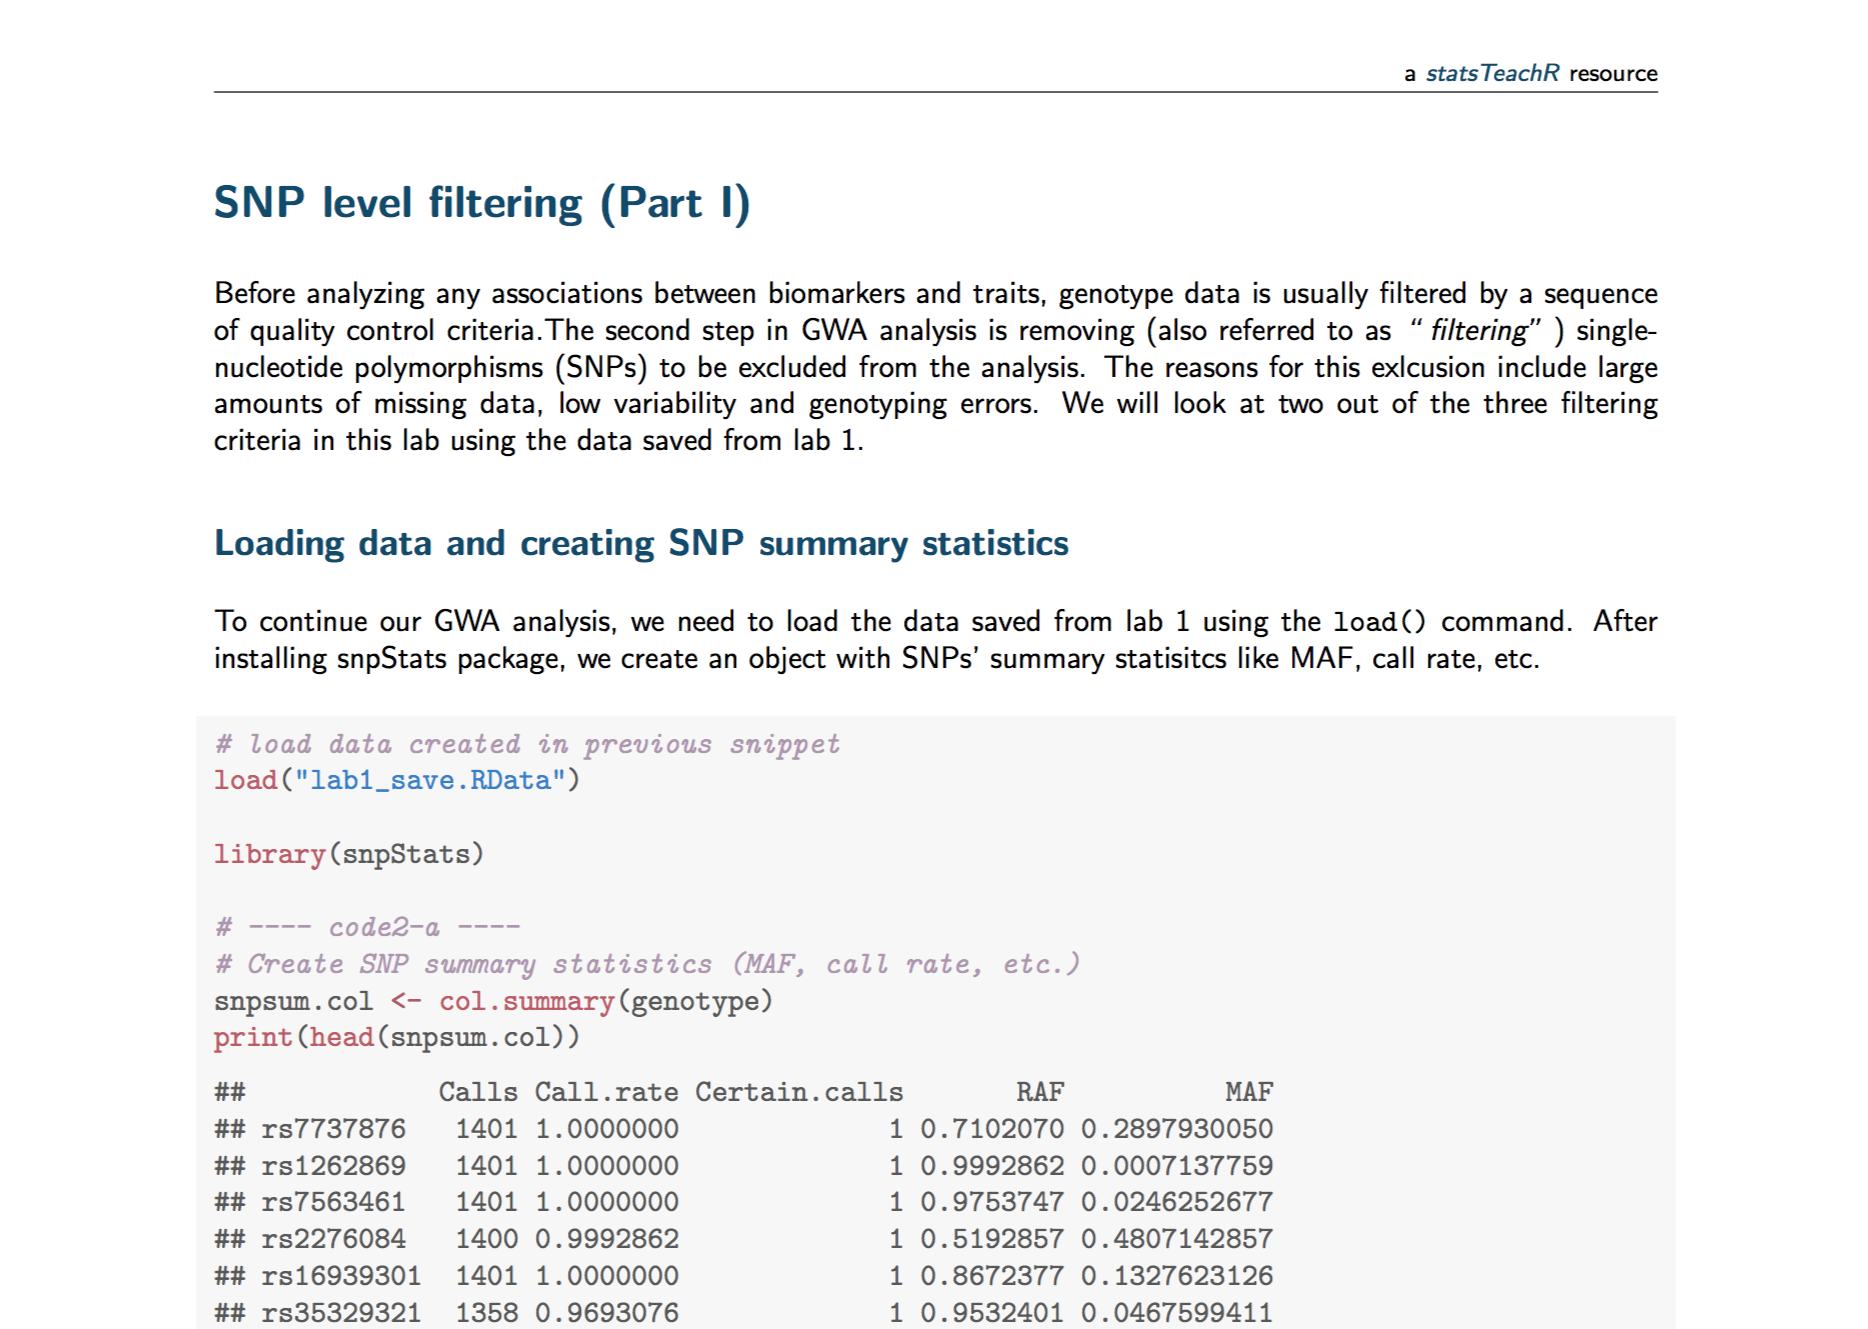 a statsTeachR resource
SNP level filtering (Part I)
Before analyzing any associations between biomarkers and traits, genotype data is usually filtered by a sequence
of quality control criteria.The second step in GWA analysis is removing (also referred to as “ filtering” ) single-
nucleotide polymorphisms (SNPs) to be excluded from the analysis. The reasons for this exlcusion include large
amounts of missing data, low variability and genotyping errors. We will look at two out of the three filtering
criteria in this lab using the data saved from lab 1.
Loading data and creating SNP summary statistics
To continue our GWA analysis, we need to load the data saved from lab 1 using the load() command. After
installing snpStats package, we create an object with SNPs’ summary statisitcs like MAF, call rate, etc.
# load data created in previous snippet
load("lab1_save.RData")
library(snpStats)
# ---- code2-a ----
# Create SNP summary statistics (MAF, call rate, etc.)
snpsum.col <- col.summary(genotype)
print(head(snpsum.col))
##            Calls Call.rate Certain.calls       RAF          MAF
## rs7737876   1401 1.0000000             1 0.7102070 0.2897930050
## rs1262869   1401 1.0000000             1 0.9992862 0.0007137759
## rs7563461   1401 1.0000000             1 0.9753747 0.0246252677
## rs2276084   1400 0.9992862             1 0.5192857 0.4807142857
## rs16939301  1401 1.0000000             1 0.8672377 0.1327623126
## rs35329321  1358 0.9693076             1 0.9532401 0.0467599411